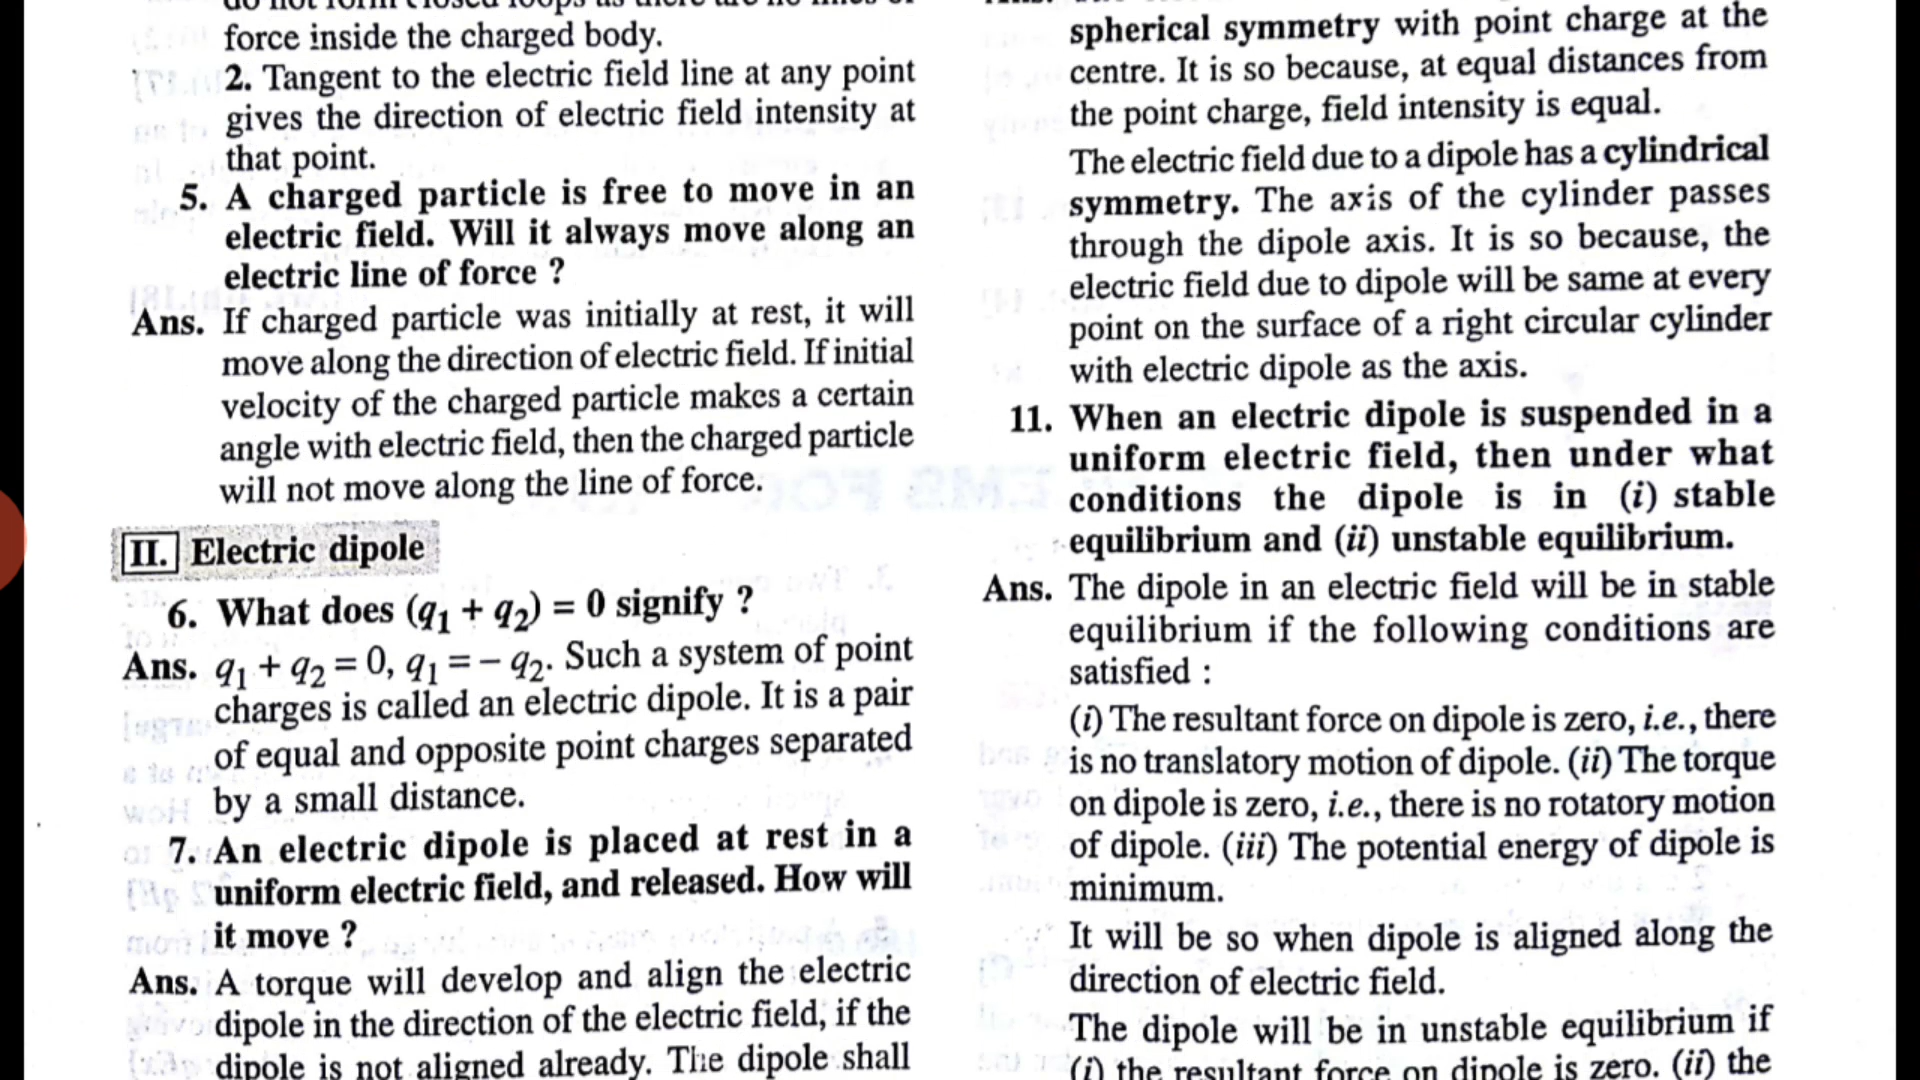 do not form closed loops as there are no lines of
force inside the charged body.
2. Tangent to the electric field line at any point
gives the direction of electric field intensity at
that point.
5. A charged particle is free to move in an
electric field. Will it always move along an
electric line of force ?
Ans. If charged particle was initially at rest, it will
move along the direction of electric field. If initial
velocity of the charged particle makes a certain
angle with electric field, then the charged particle
will not move along the line of force.
II. Electric dipole
6. What does (q₁ + q₂) = 0 signify ?
Ans. q₁ + q₂ = 0, q₁ = – q₂. Such a system of point
charges is called an electric dipole. It is a pair
of equal and opposite point charges separated
by a small distance.
7. An electric dipole is placed at rest in a
uniform electric field, and released. How will
it move ?
Ans. A torque will develop and align the electric
dipole in the direction of the electric field, if the
dipole is not aligned already. The dipole shall
spherical symmetry with point charge at the
centre. It is so because, at equal distances from
the point charge, field intensity is equal.
The electric field due to a dipole has a cylindrical
symmetry. The axis of the cylinder passes
through the dipole axis. It is so because, the
electric field due to dipole will be same at every
point on the surface of a right circular cylinder
with electric dipole as the axis.
11. When an electric dipole is suspended in a
uniform electric field, then under what
conditions the dipole is in (i) stable
equilibrium and (ii) unstable equilibrium.
Ans. The dipole in an electric field will be in stable
equilibrium if the following conditions are
satisfied :
(i) The resultant force on dipole is zero, i.e., there
is no translatory motion of dipole. (ii) The torque
on dipole is zero, i.e., there is no rotatory motion
of dipole. (iii) The potential energy of dipole is
minimum.
It will be so when dipole is aligned along the
direction of electric field.
The dipole will be in unstable equilibrium if
(i) the resultant force on dipole is zero. (ii) the